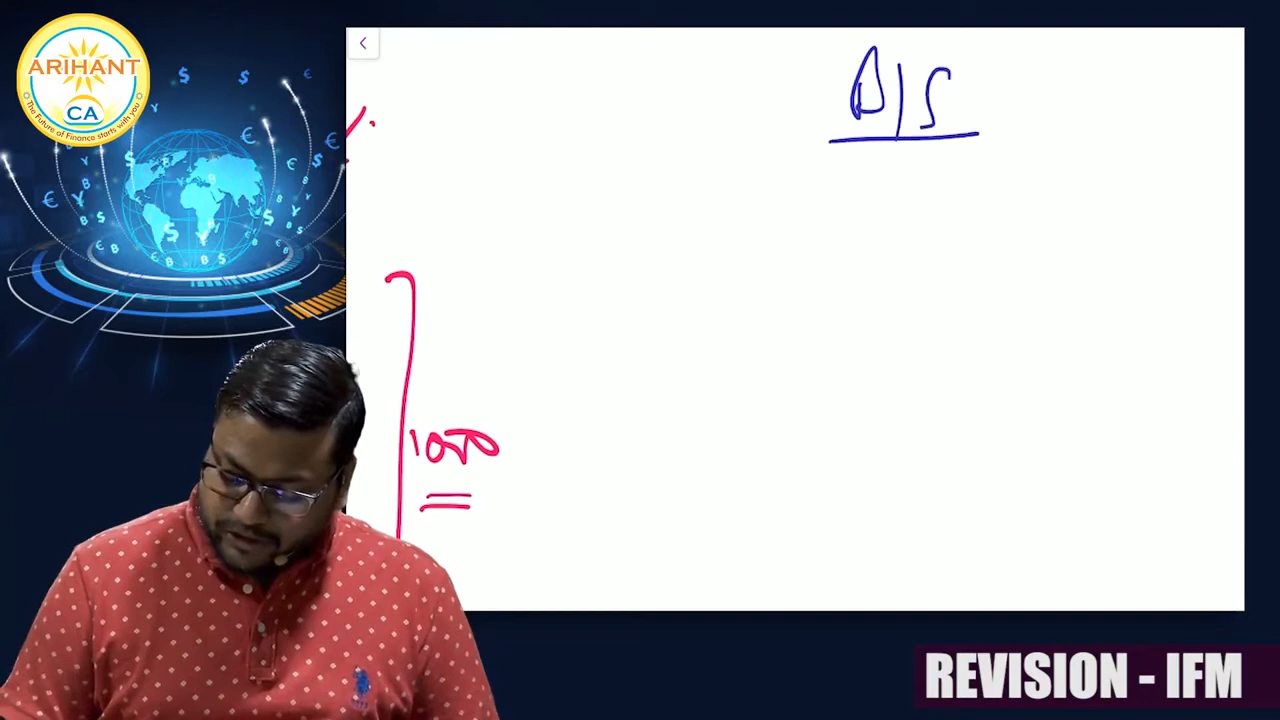 ARIHANT
CA
The Future of Finance starts with you
B/S
1000
REVISION - IFM